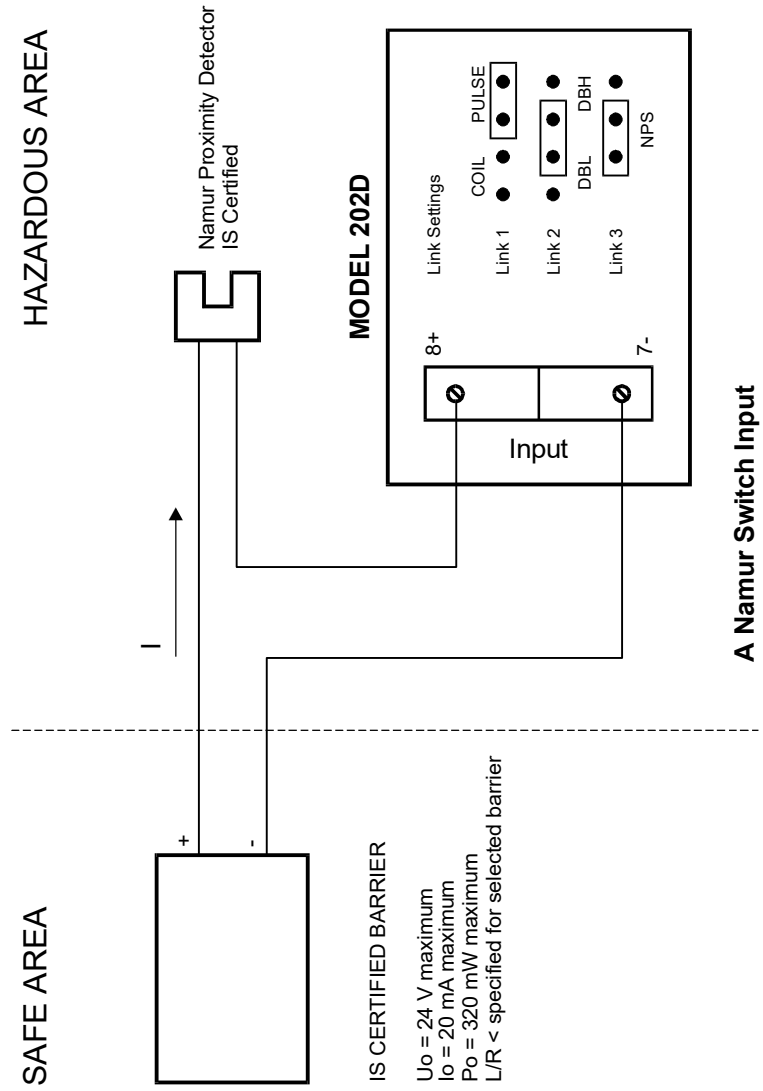 SAFE AREA
HAZARDOUS AREA
I
+
-
Namur Proximity Detector
IS Certified
IS CERTIFIED BARRIER
Uo = 24 V maximum
Io = 20 mA maximum
Po = 320 mW maximum
L/R < specified for selected barrier
MODEL 202D
8+
Input
7-
Link Settings
COIL
PULSE
Link 1
Link 2
DBL
DBH
Link 3
NPS
A Namur Switch Input